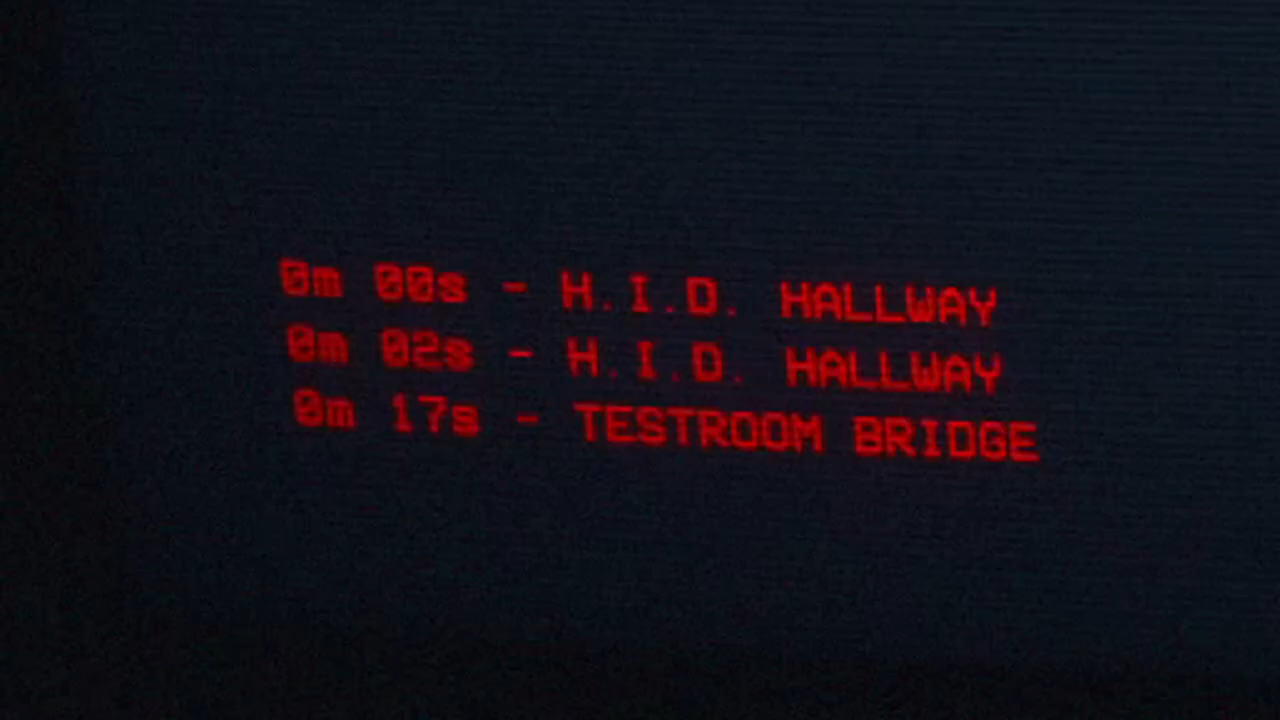 0m 00s - H.I.D. HALLWAY
0m 02s - H.I.D. HALLWAY
0m 17s - TESTROOM BRIDGE